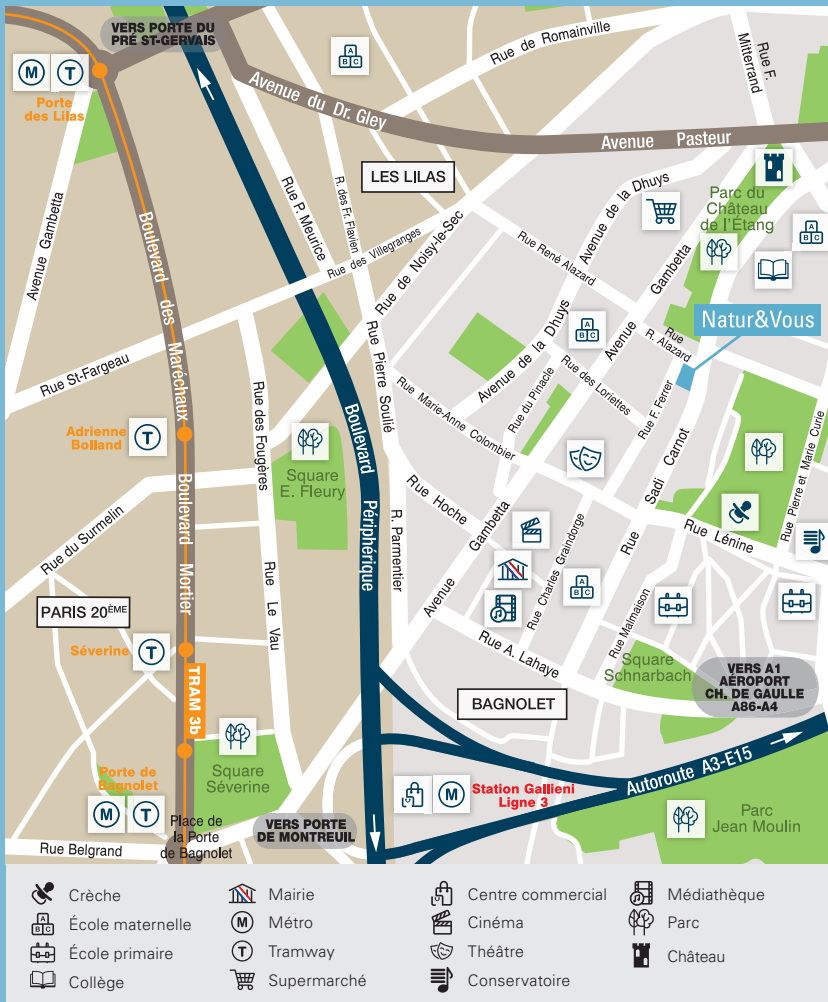 VERS PORTE DU
PRÉ ST-GERVAIS
Rue de Romainville
Rue F.
Mitterrand
A
B C
M
T
Porte
des Lilas
Avenue du Dr. Gley
Avenue Pasteur
LES LILAS
Avenue de la Dhuys
Parc du
Château
de l'Étang
A
B C
Rue P. Meurice
R. des Fr. Flavien
Avenue Gambetta
Rue des Villegranges
Rue de Noisy-le-Sec
Rue René Alazard
Gambetta
Boulevard des Maréchaux
Natur&Vous
Avenue de la Dhuys
A
B C
Avenue
Rue
R. Alazard
Rue St-Fargeau
Rue Pierre Soulié
Rue des Loriettes
Rue du Pinacle
Rue F. Ferrer
Rue Marie-Anne Colombier
Rue des Fougères
Boulevard Périphérique
Adrienne
Bolland
T
Square
E. Fleury
Rue Pierre et Marie Curie
Sadi Carnot
Rue Hoche
Boulevard Mortier
Rue du Surmelin
R. Parmentier
Gambetta
Rue Lénine
Rue Charles Graindorge
Rue
A
B C
Rue Le Vau
Avenue
Rue Malmaison
PARIS 20ÈME
Rue A. Lahaye
Séverine
T
Square
Schnarbach
TRAM 3b
BAGNOLET
VERS A1
AÉROPORT
CH. DE GAULLE
A86-A4
Porte de
Bagnolet
M
T
Square
Séverine
M
Station Gallieni
Ligne 3
Autoroute A3-E15
Parc
Jean Moulin
Place de
la Porte
de Bagnolet
VERS PORTE
DE MONTREUIL
Rue Belgrand
Crèche
A
B C
École maternelle
École primaire
Collège
Mairie
M
Métro
T
Tramway
Supermarché
Centre commercial
Cinéma
Théâtre
Conservatoire
Médiathèque
Parc
Château